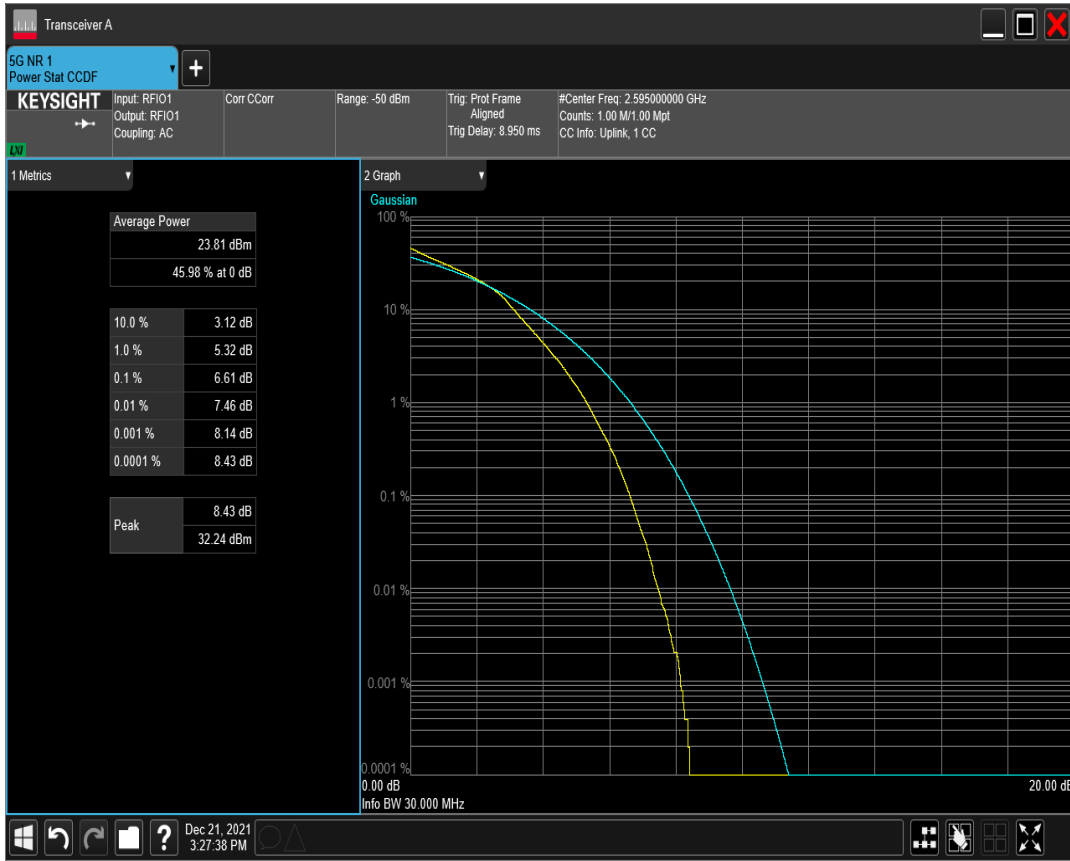 Transceiver A
5G NR 1
Power Stat CCDF
KEYSIGHT
LXI
Input: RFIO1
Output: RFIO1
Coupling: AC
Corr CCorr
Range: -50 dBm
Trig: Prot Frame
Aligned
Trig Delay: 8.950 ms
#Center Freq: 2.595000000 GHz
Counts: 1.00 M/1.00 Mpt
CC Info: Uplink, 1 CC
1 Metrics
Average Power
23.81 dBm
45.98 % at 0 dB
10.0 % 3.12 dB
1.0 % 5.32 dB
0.1 % 6.61 dB
0.01 % 7.46 dB
0.001 % 8.14 dB
0.0001 % 8.43 dB
Peak
8.43 dB
32.24 dBm
2 Graph
Gaussian
100 %
10 %
1 %
0.1 %
0.01 %
0.001 %
0.0001 %
0.00 dB
20.00 dB
Info BW 30.000 MHz
?
Dec 21, 2021
3:27:38 PM